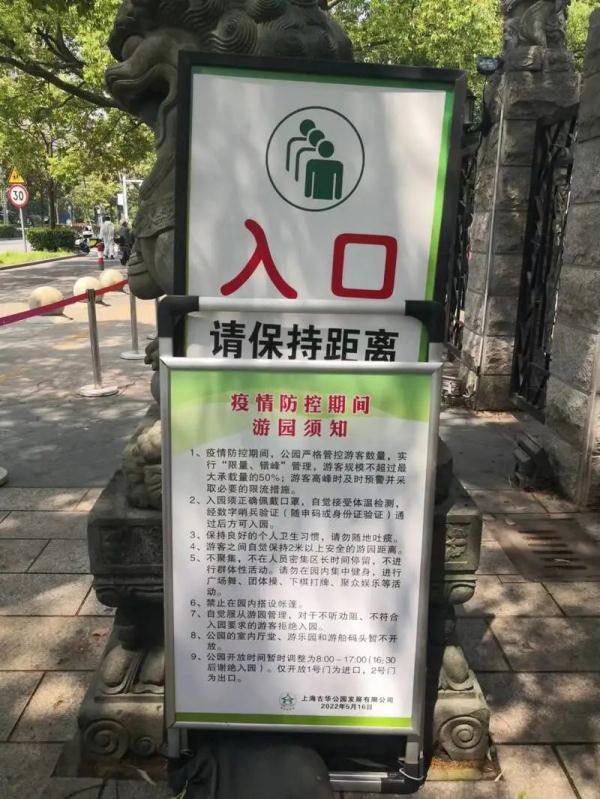 30
入口
请保持距离
疫情防控期间
游园须知
1、疫情防控期间，公园严格管控游客数量，实
行“限量、错峰”管理，游客规模不超过最
大承载量的50%；游客高峰时及时预警并采
取必要的限流措施。
2、入园须正确佩戴口罩，自觉接受体温检测，
经数字哨兵验证（随申码或身份证验证）通
过后方可入园。
3、保持良好的个人卫生习惯，请勿随地吐痰。
4、游客之间自觉保持2米以上安全的游园距离。
5、不聚集，不在人员密集区长时间停留，不进
行群体性活动。请勿在园内集中健身，进行
广场舞、团体操、下棋打牌、聚众娱乐等活
动。
6、禁止在园内搭设帐篷。
7、自觉服从游园管理，对于不听劝阻、不符合
入园要求的游客拒绝入园。
8、公园的室内厅堂、游乐园和游船码头暂不开
放。
9、公园开放时间暂时调整为8:00-17:00(16:30
后谢绝入园）。仅开放1号门为进口，2号门
为出口。
上海古华公园发展有限公司
2022年5月16日